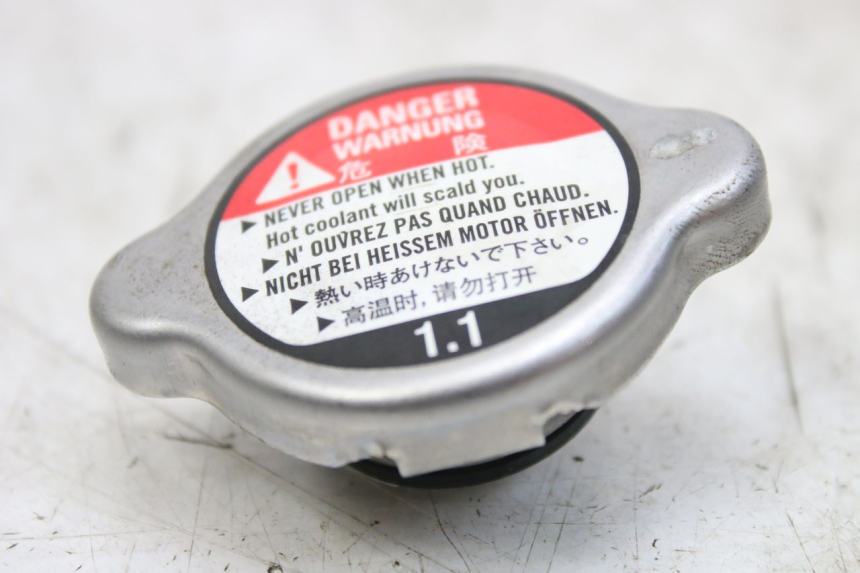 DANGER
WARNUNG
危 険
▶ NEVER OPEN WHEN HOT.
Hot coolant will scald you.
▶ N' OUVREZ PAS QUAND CHAUD.
▶ NICHT BEI HEISSEM MOTOR ÖFFNEN.
▶ 熱い時あけないで下さい。
▶ 高温时, 请勿打开
1.1